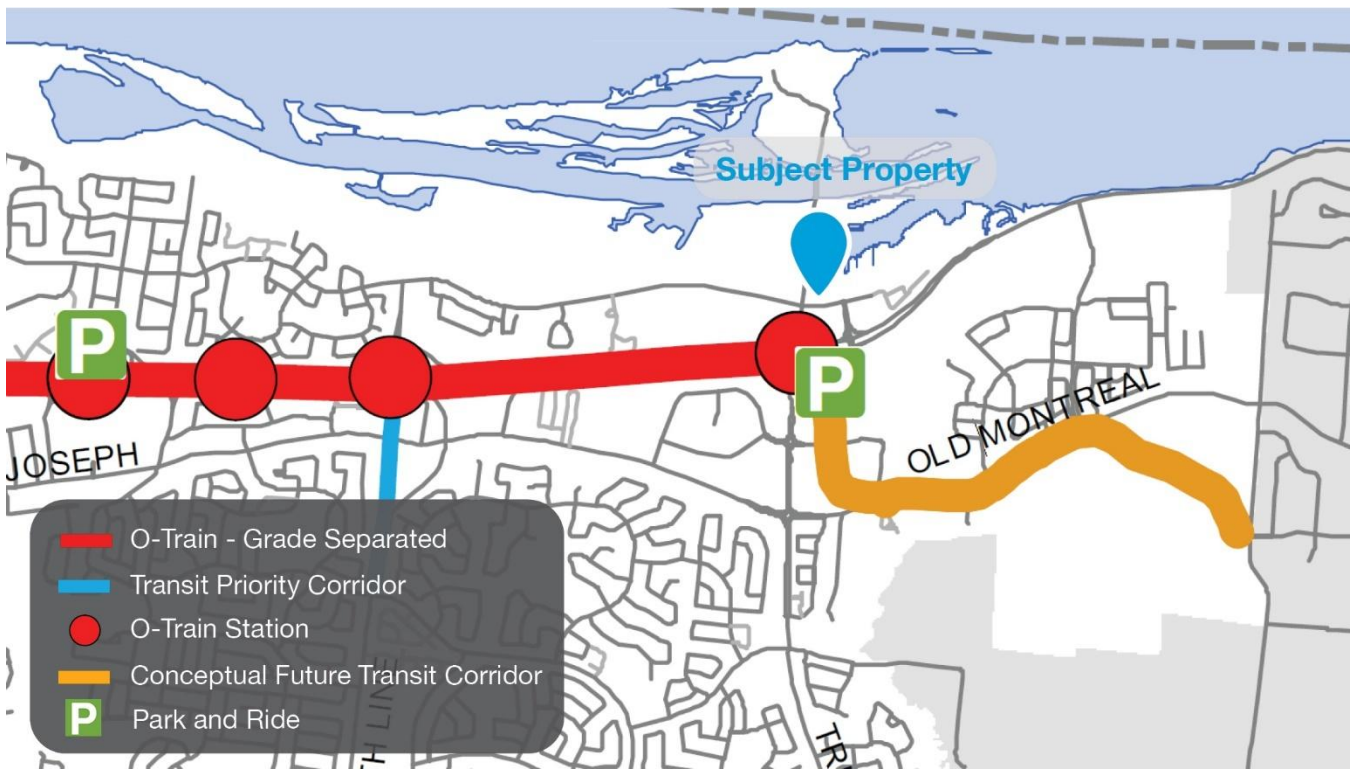 Subject Property
P
P
JOSEPH
OLD MONTREAL
O-Train - Grade Separated
Transit Priority Corridor
O-Train Station
Conceptual Future Transit Corridor
P Park and Ride